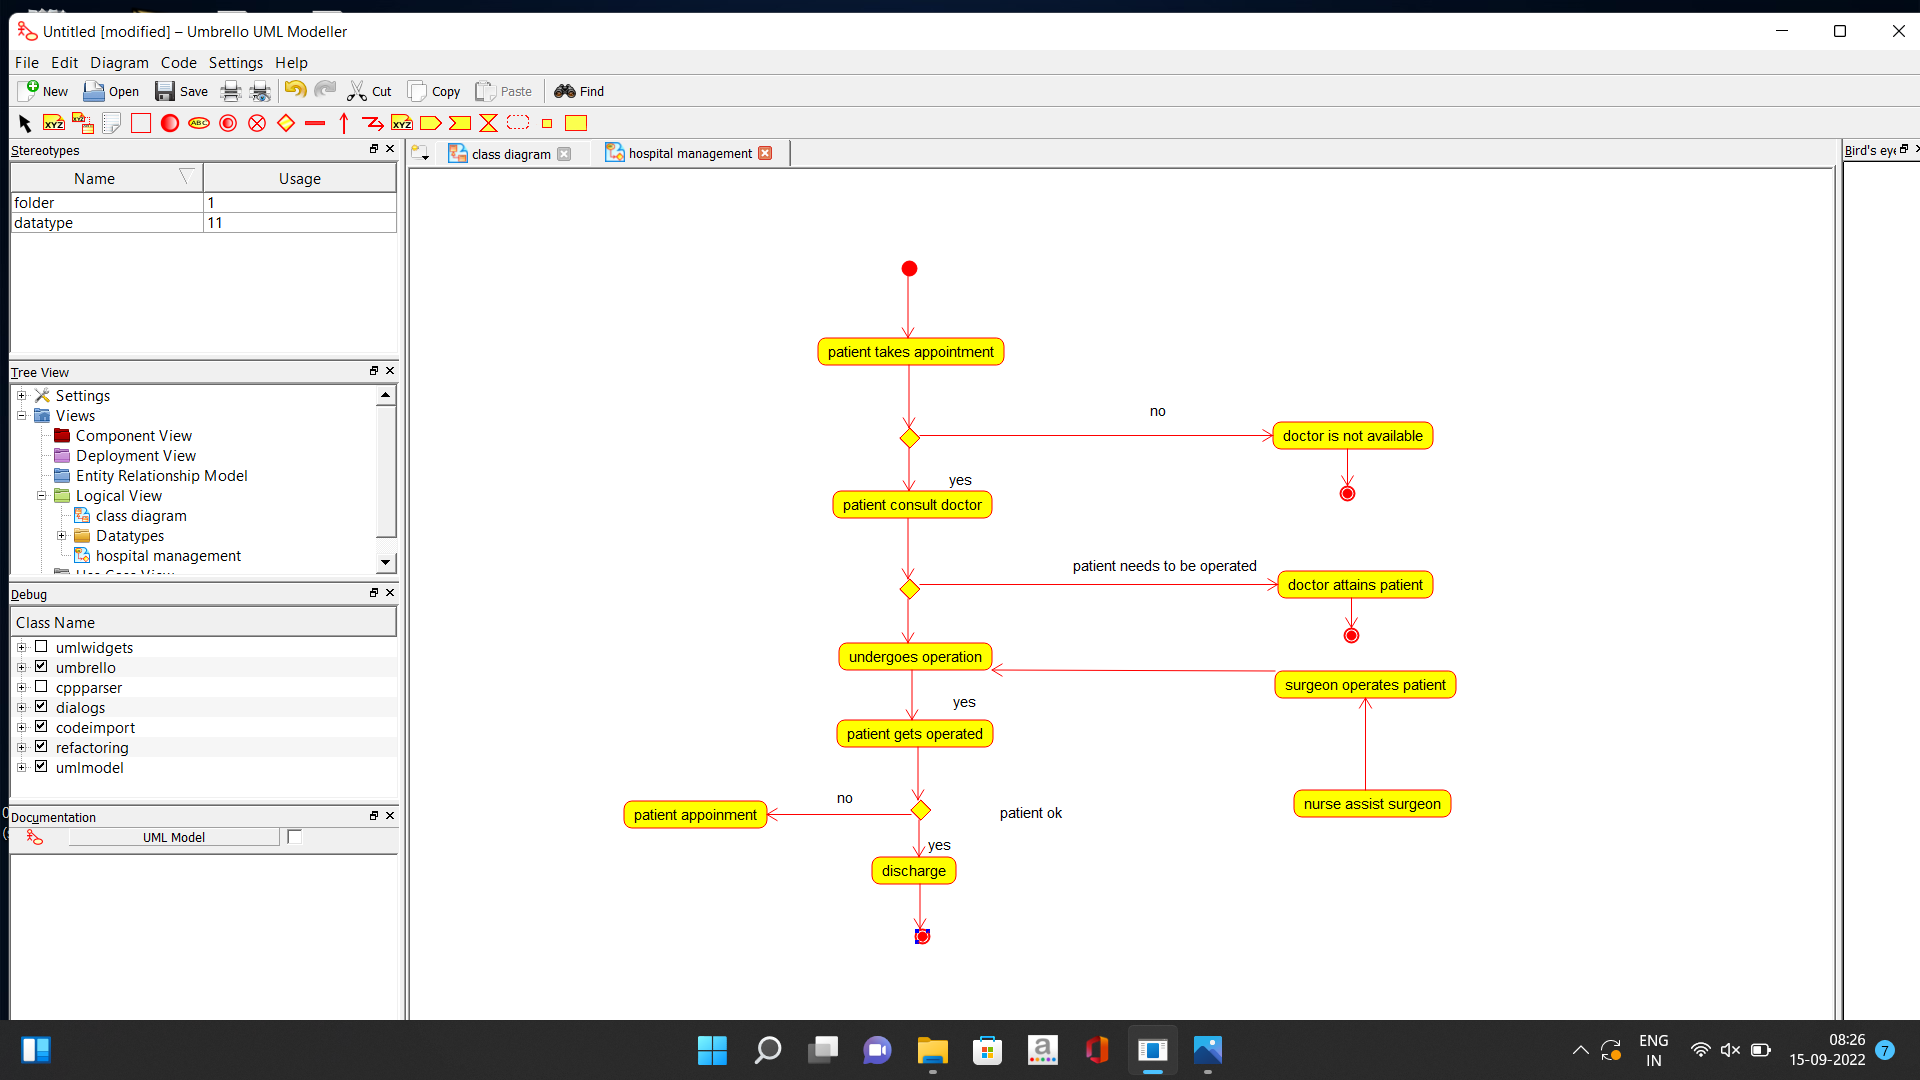 Untitled [modified] – Umbrello UML Modeller
File Edit Diagram Code Settings Help
New Open Save Cut Copy Paste Find
XYZ ABC XYZ
Stereotypes
Name Usage
folder 1
datatype 11
Tree View
Settings
Views
Component View
Deployment View
Entity Relationship Model
Logical View
class diagram
Datatypes
hospital management
Debug
Class Name
umlwidgets
umbrello
cppparser
dialogs
codeimport
refactoring
umlmodel
Documentation
UML Model
class diagram hospital management
Bird's eye
patient takes appointment
no
doctor is not available
yes
patient consult doctor
patient needs to be operated
doctor attains patient
undergoes operation
surgeon operates patient
yes
patient gets operated
no
patient appoinment
patient ok
nurse assist surgeon
yes
discharge
ENG
IN
08:26
15-09-2022
7